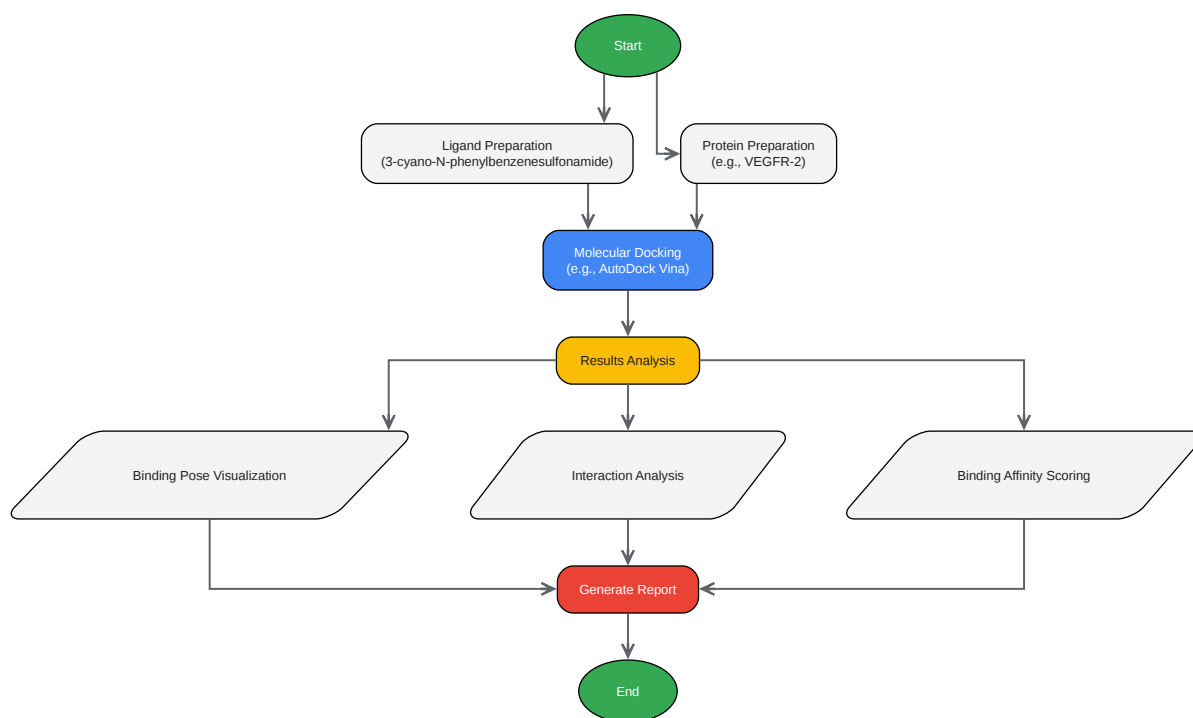 Start
Ligand Preparation
(3-cyano-N-phenylbenzenesulfonamide)
Protein Preparation
(e.g., VEGFR-2)
Molecular Docking
(e.g., AutoDock Vina)
Results Analysis
Binding Pose Visualization
Interaction Analysis
Binding Affinity Scoring
Generate Report
End